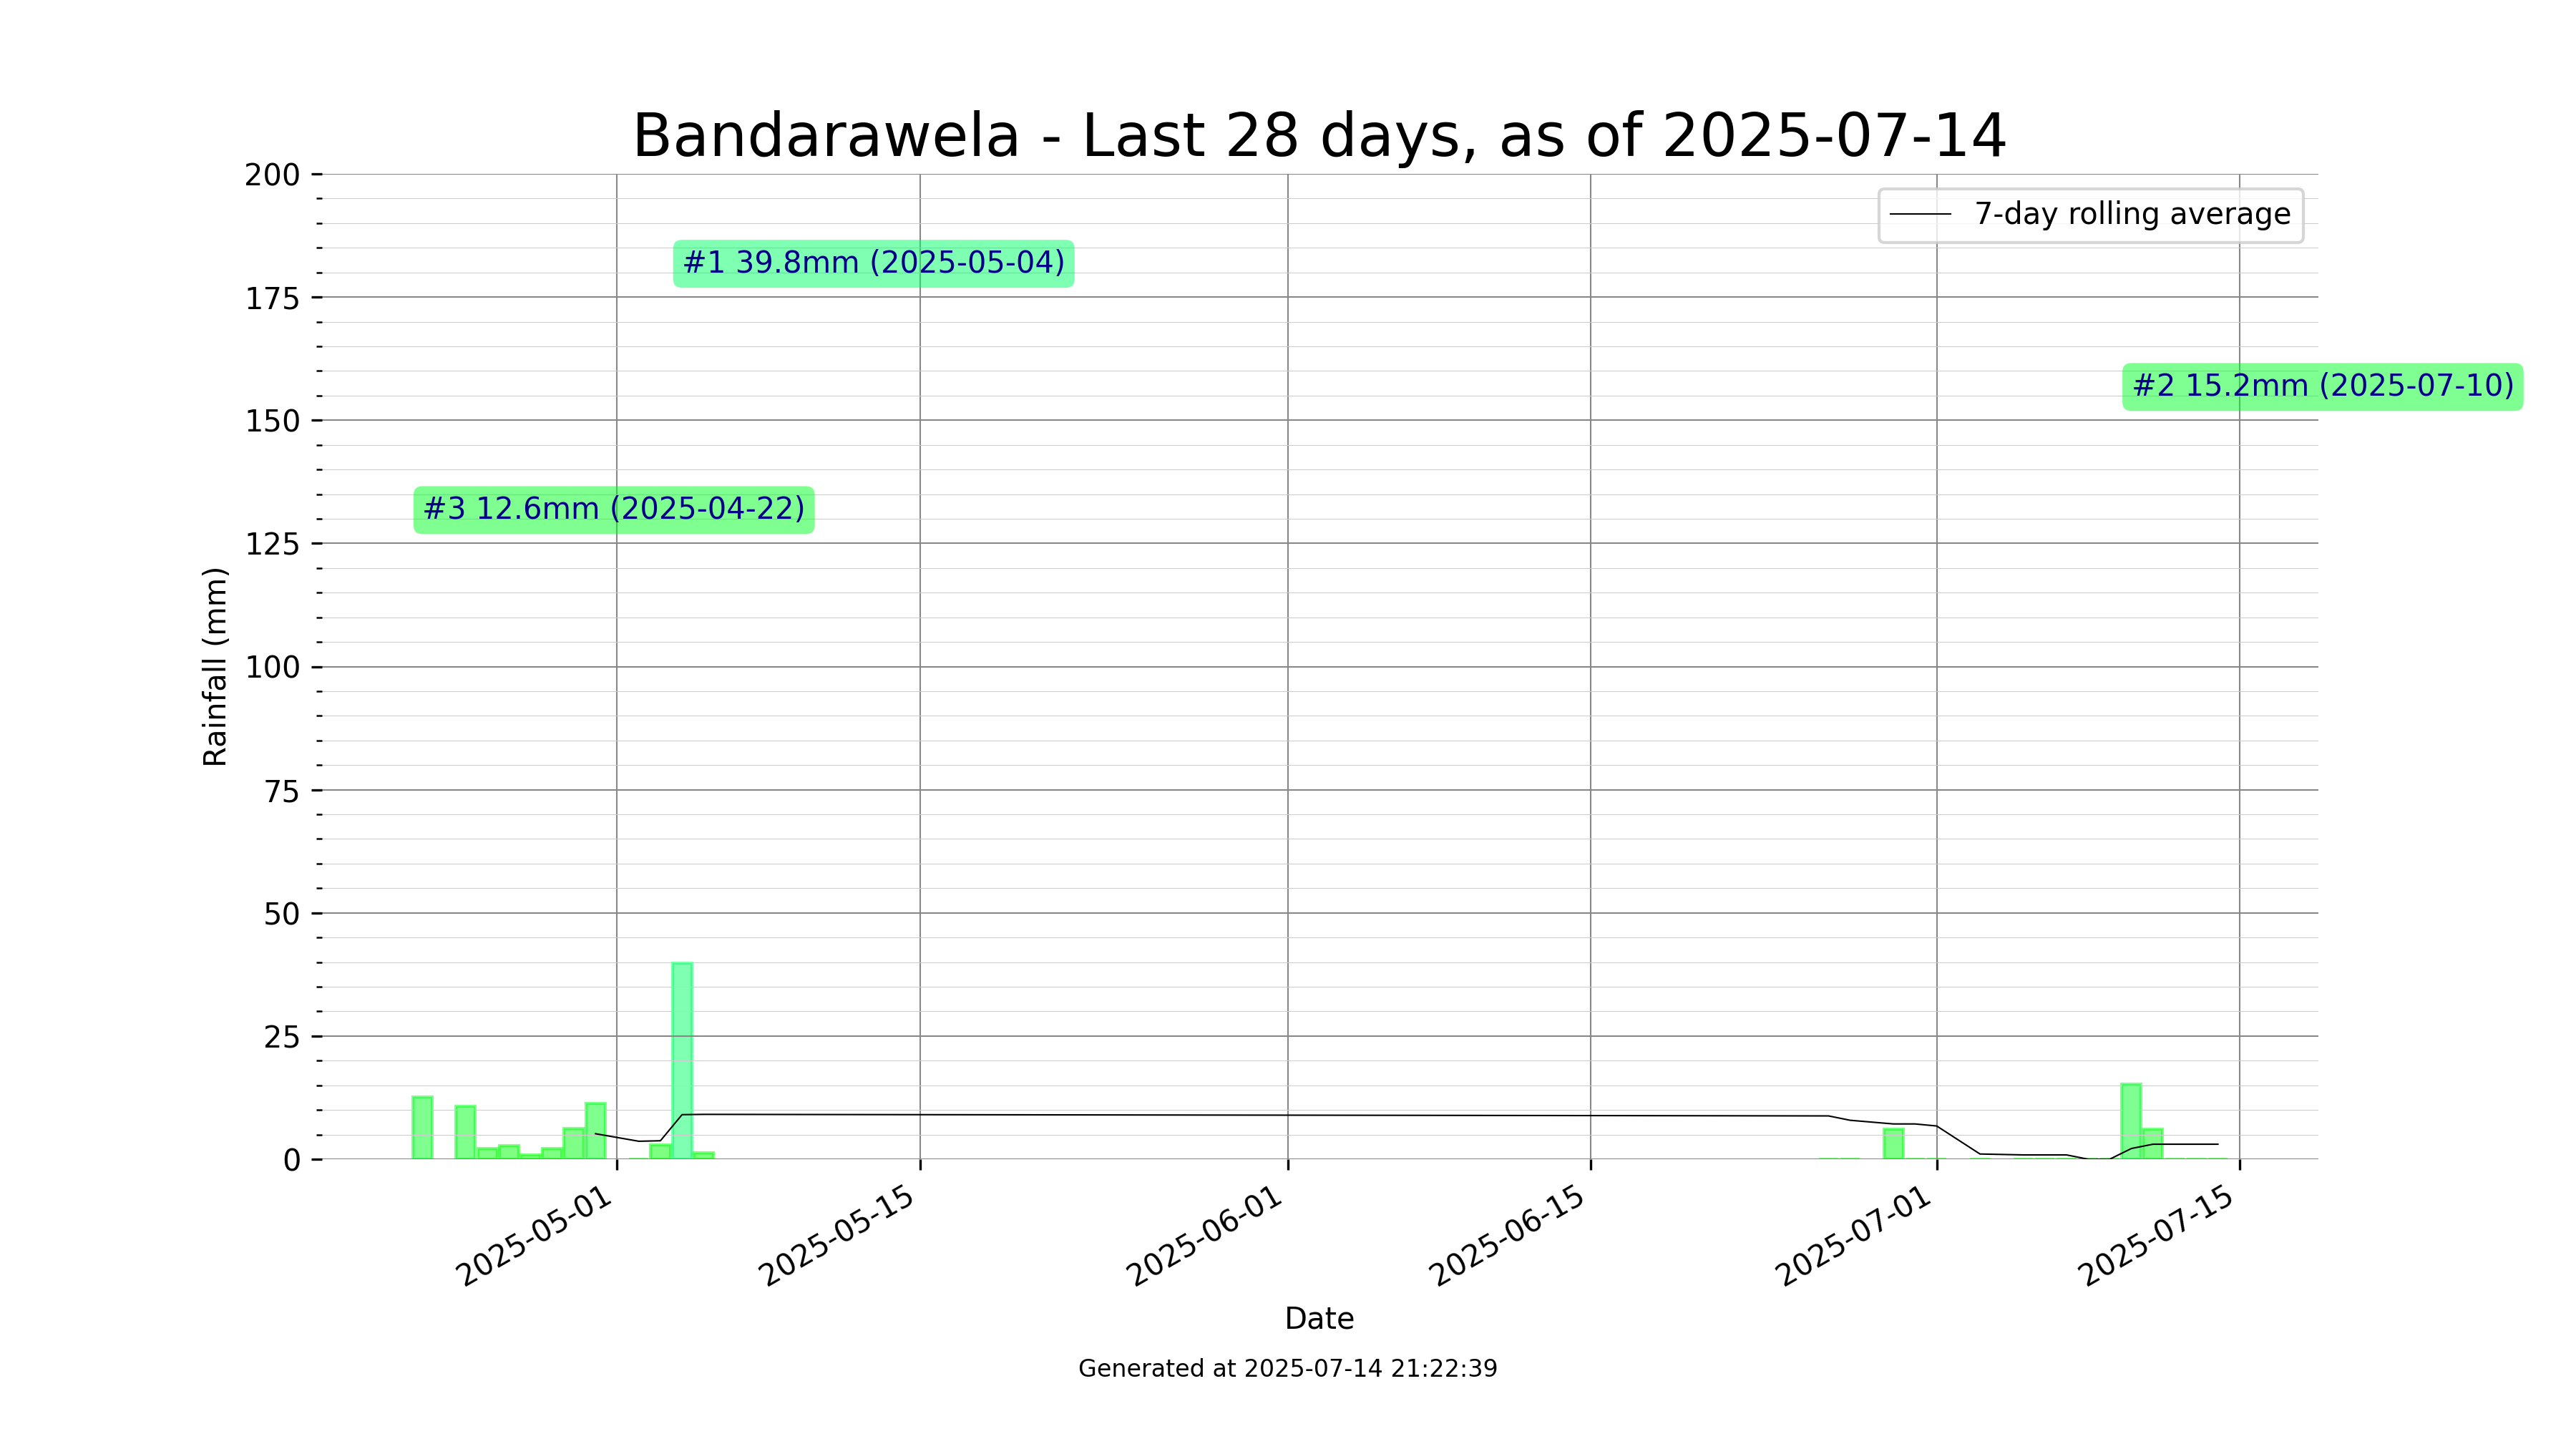 Bandarawela - Last 28 days, as of 2025-07-14
200
175
150
125
100
75
50
25
0
Rainfall (mm)
7-day rolling average
#1 39.8mm (2025-05-04)
#2 15.2mm (2025-07-10)
#3 12.6mm (2025-04-22)
2025-05-01
2025-05-15
2025-06-01
2025-06-15
2025-07-01
2025-07-15
Date
Generated at 2025-07-14 21:22:39